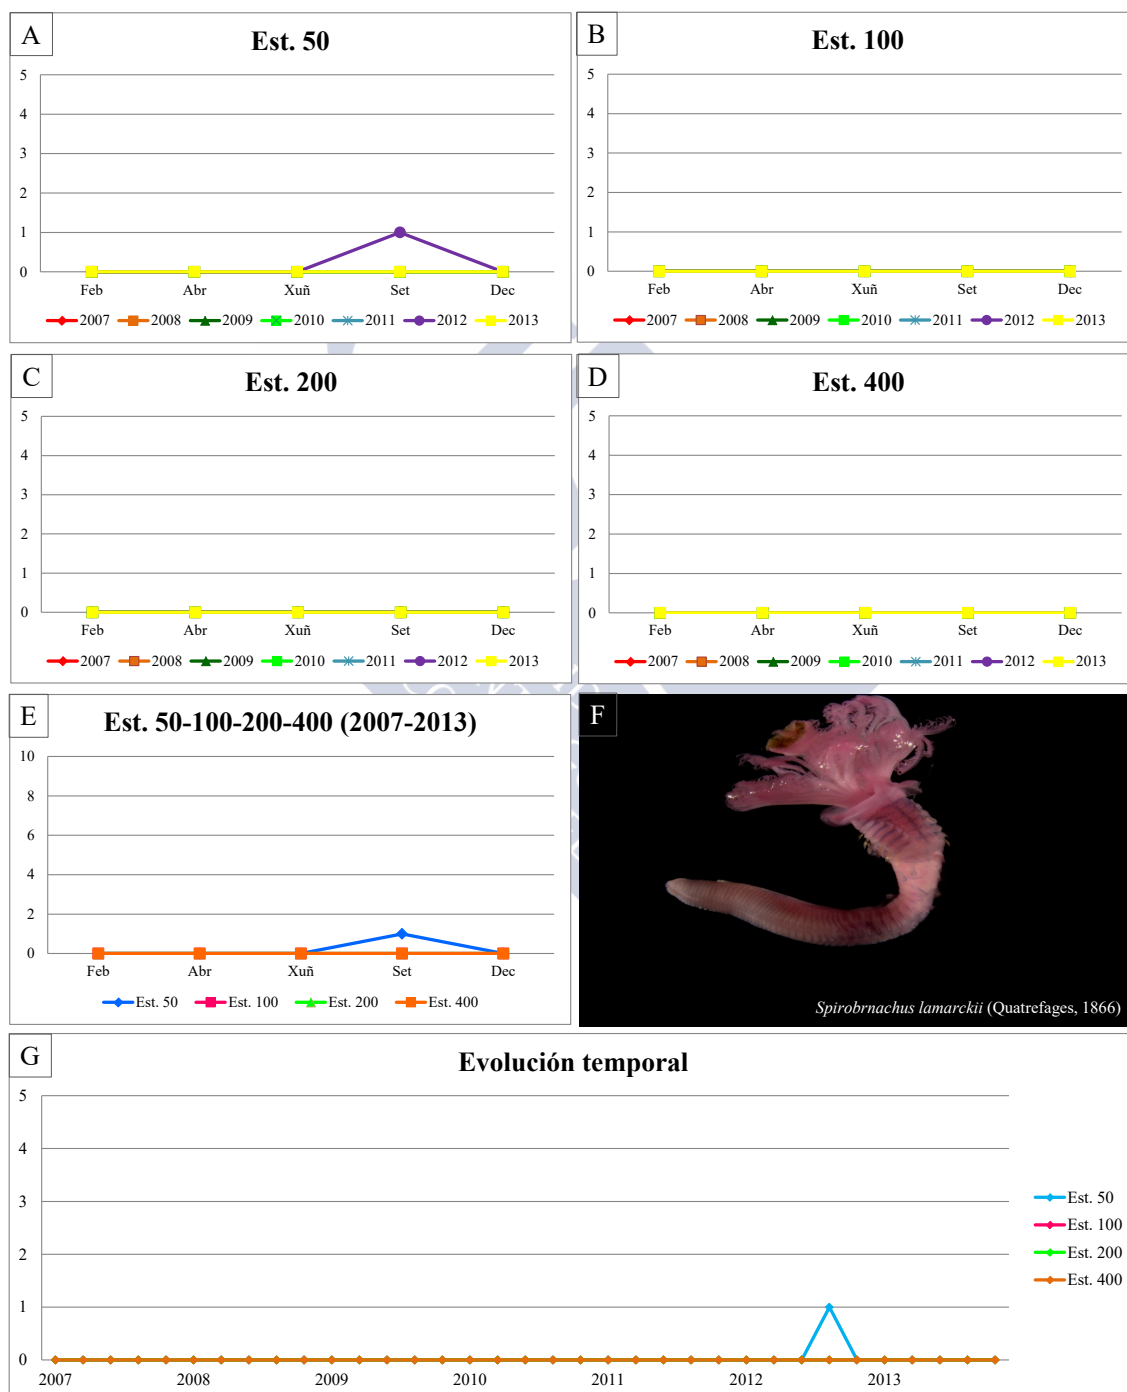 A
Est. 50
5
4
3
2
1
0
Feb Abr Xuñ Set Dec
2007 2008 2009 2010 2011 2012 2013
B
Est. 100
5
4
3
2
1
0
Feb Abr Xuñ Set Dec
2007 2008 2009 2010 2011 2012 2013
C
Est. 200
5
4
3
2
1
0
Feb Abr Xuñ Set Dec
2007 2008 2009 2010 2011 2012 2013
D
Est. 400
5
4
3
2
1
0
Feb Abr Xuñ Set Dec
2007 2008 2009 2010 2011 2012 2013
E
Est. 50-100-200-400 (2007-2013)
10
8
6
4
2
0
Feb Abr Xuñ Set Dec
Est. 50 Est. 100 Est. 200 Est. 400
F
Spirobrnachus lamarckii (Quatrefages, 1866)
G
Evolución temporal
5
4
3
2
1
0
2007 2008 2009 2010 2011 2012 2013
Est. 50
Est. 100
Est. 200
Est. 400